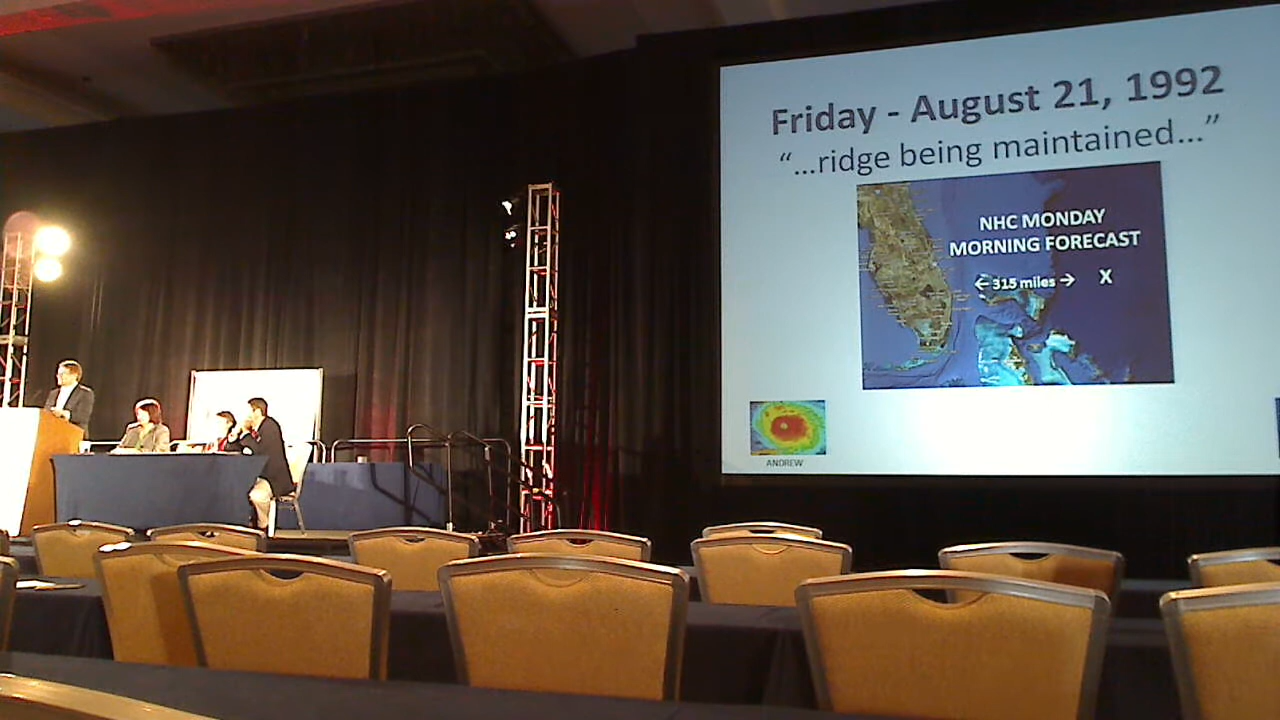 Friday - August 21, 1992
“...ridge being maintained...”
NHC MONDAY
MORNING FORECAST
← 315 miles → X
ANDREW